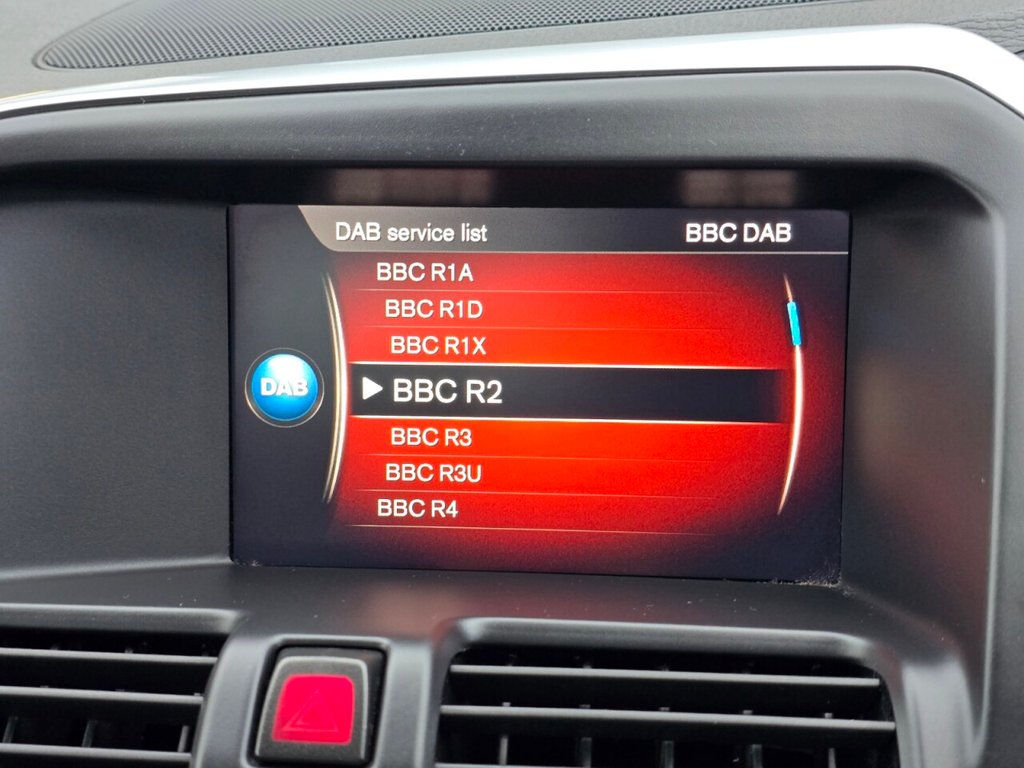 DAB service list
BBC DAB
BBC R1A
BBC R1D
BBC R1X
DAB
BBC R2
BBC R3
BBC R3U
BBC R4